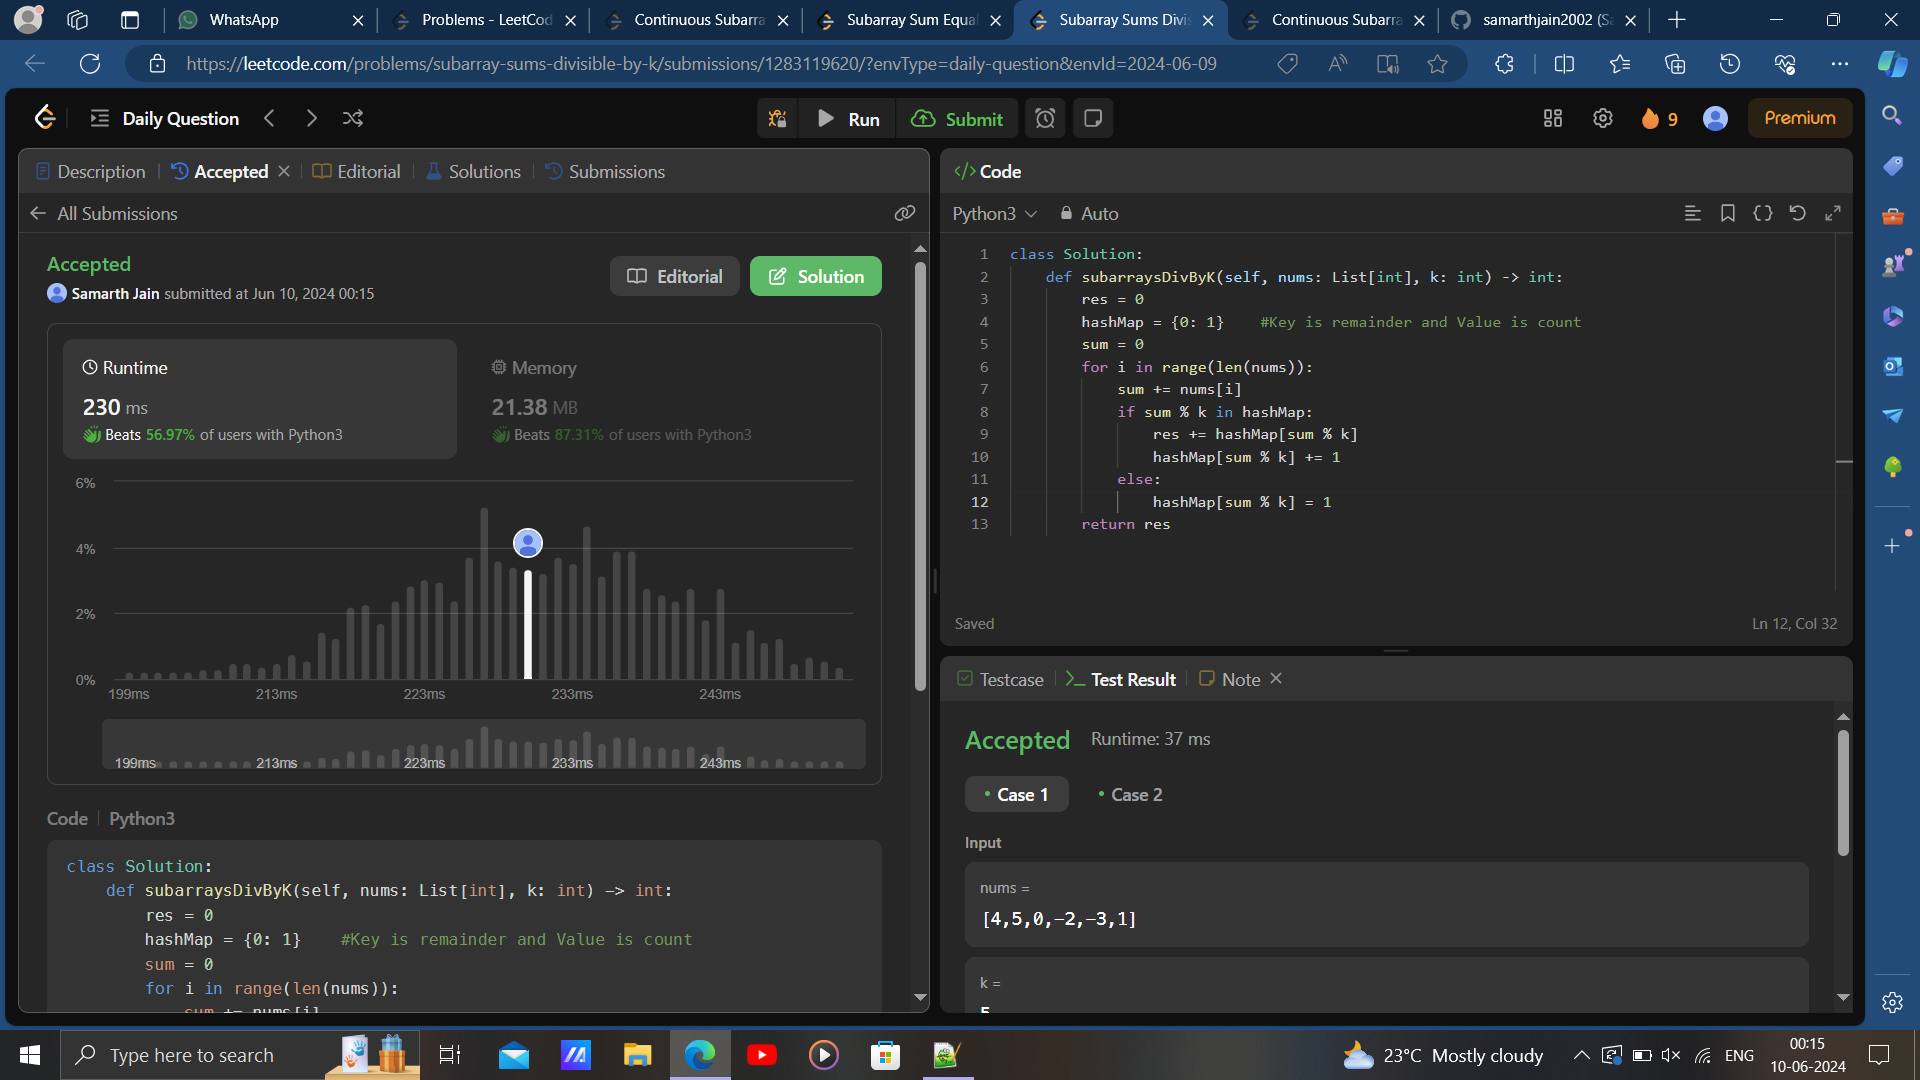 WhatsApp
Problems - LeetCod
Continuous Subarra
Subarray Sum Equal
Subarray Sums Divis
Continuous Subarra
samarthjain2002 (Sa
https://leetcode.com/problems/subarray-sums-divisible-by-k/submissions/1283119620/?envType=daily-question&envId=2024-06-09
Daily Question
Run
Submit
9
Premium
Description
Accepted
Editorial
Solutions
Submissions
All Submissions
Accepted
Samarth Jain submitted at Jun 10, 2024 00:15
Editorial
Solution
Runtime
230 ms
Beats 56.97% of users with Python3
Memory
21.38 MB
Beats 87.31% of users with Python3
6%
4%
2%
0%
199ms 213ms 223ms 233ms 243ms
199ms 213ms 223ms 233ms 243ms
Code | Python3
class Solution:
    def subarraysDivByK(self, nums: List[int], k: int) -> int:
        res = 0
        hashMap = {0: 1}    #Key is remainder and Value is count
        sum = 0
        for i in range(len(nums)):
            sum += nums[i]
</> Code
Python3
Auto
1 class Solution:
2     def subarraysDivByK(self, nums: List[int], k: int) -> int:
3         res = 0
4         hashMap = {0: 1}    #Key is remainder and Value is count
5         sum = 0
6         for i in range(len(nums)):
7             sum += nums[i]
8             if sum % k in hashMap:
9                 res += hashMap[sum % k]
10                 hashMap[sum % k] += 1
11             else:
12                 hashMap[sum % k] = 1
13         return res
Saved
Ln 12, Col 32
Testcase
Test Result
Note
Accepted
Runtime: 37 ms
Case 1
Case 2
Input
nums =
[4,5,0,-2,-3,1]
k =
5
Type here to search
23°C Mostly cloudy
ENG
00:15
10-06-2024